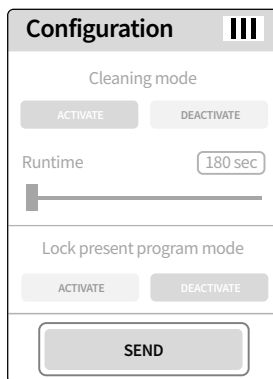 Configuration
Cleaning mode
ACTIVATE DEACTIVATE
Runtime 180 sec
Lock present program mode
ACTIVATE DEACTIVATE
SEND